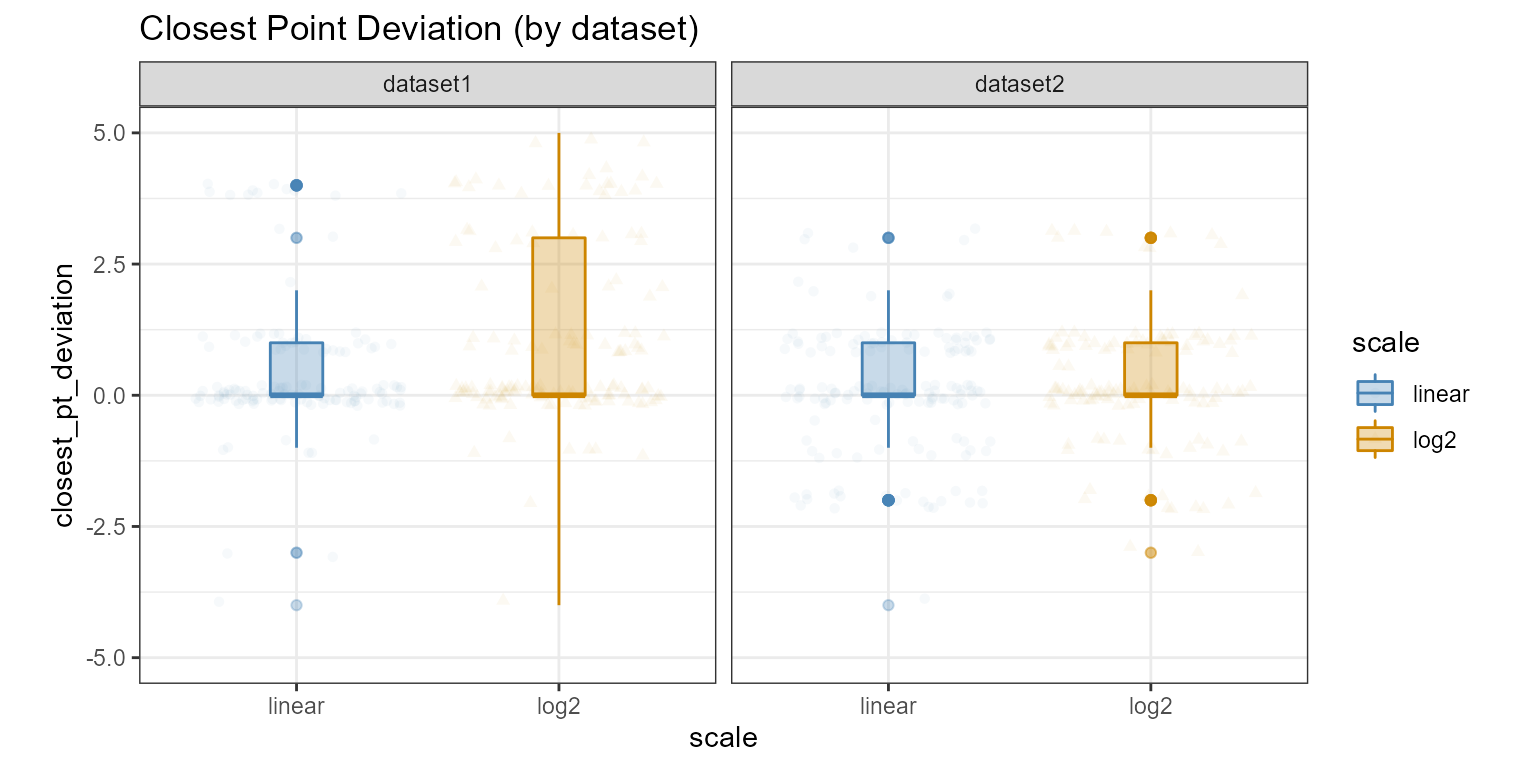 Closest Point Deviation (by dataset)
dataset1
dataset2
closest_pt_deviation
5.0
2.5
0.0
-2.5
-5.0
linear
log2
linear
log2
scale
scale
linear
log2